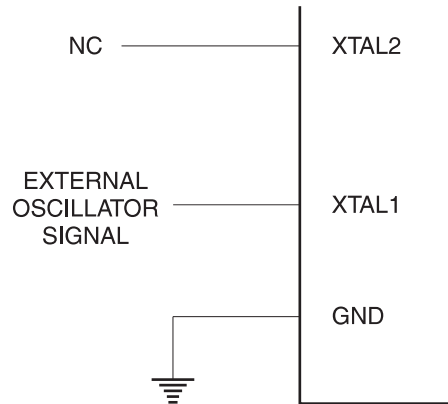 NC
XTAL2
EXTERNAL
OSCILLATOR
SIGNAL
XTAL1
GND